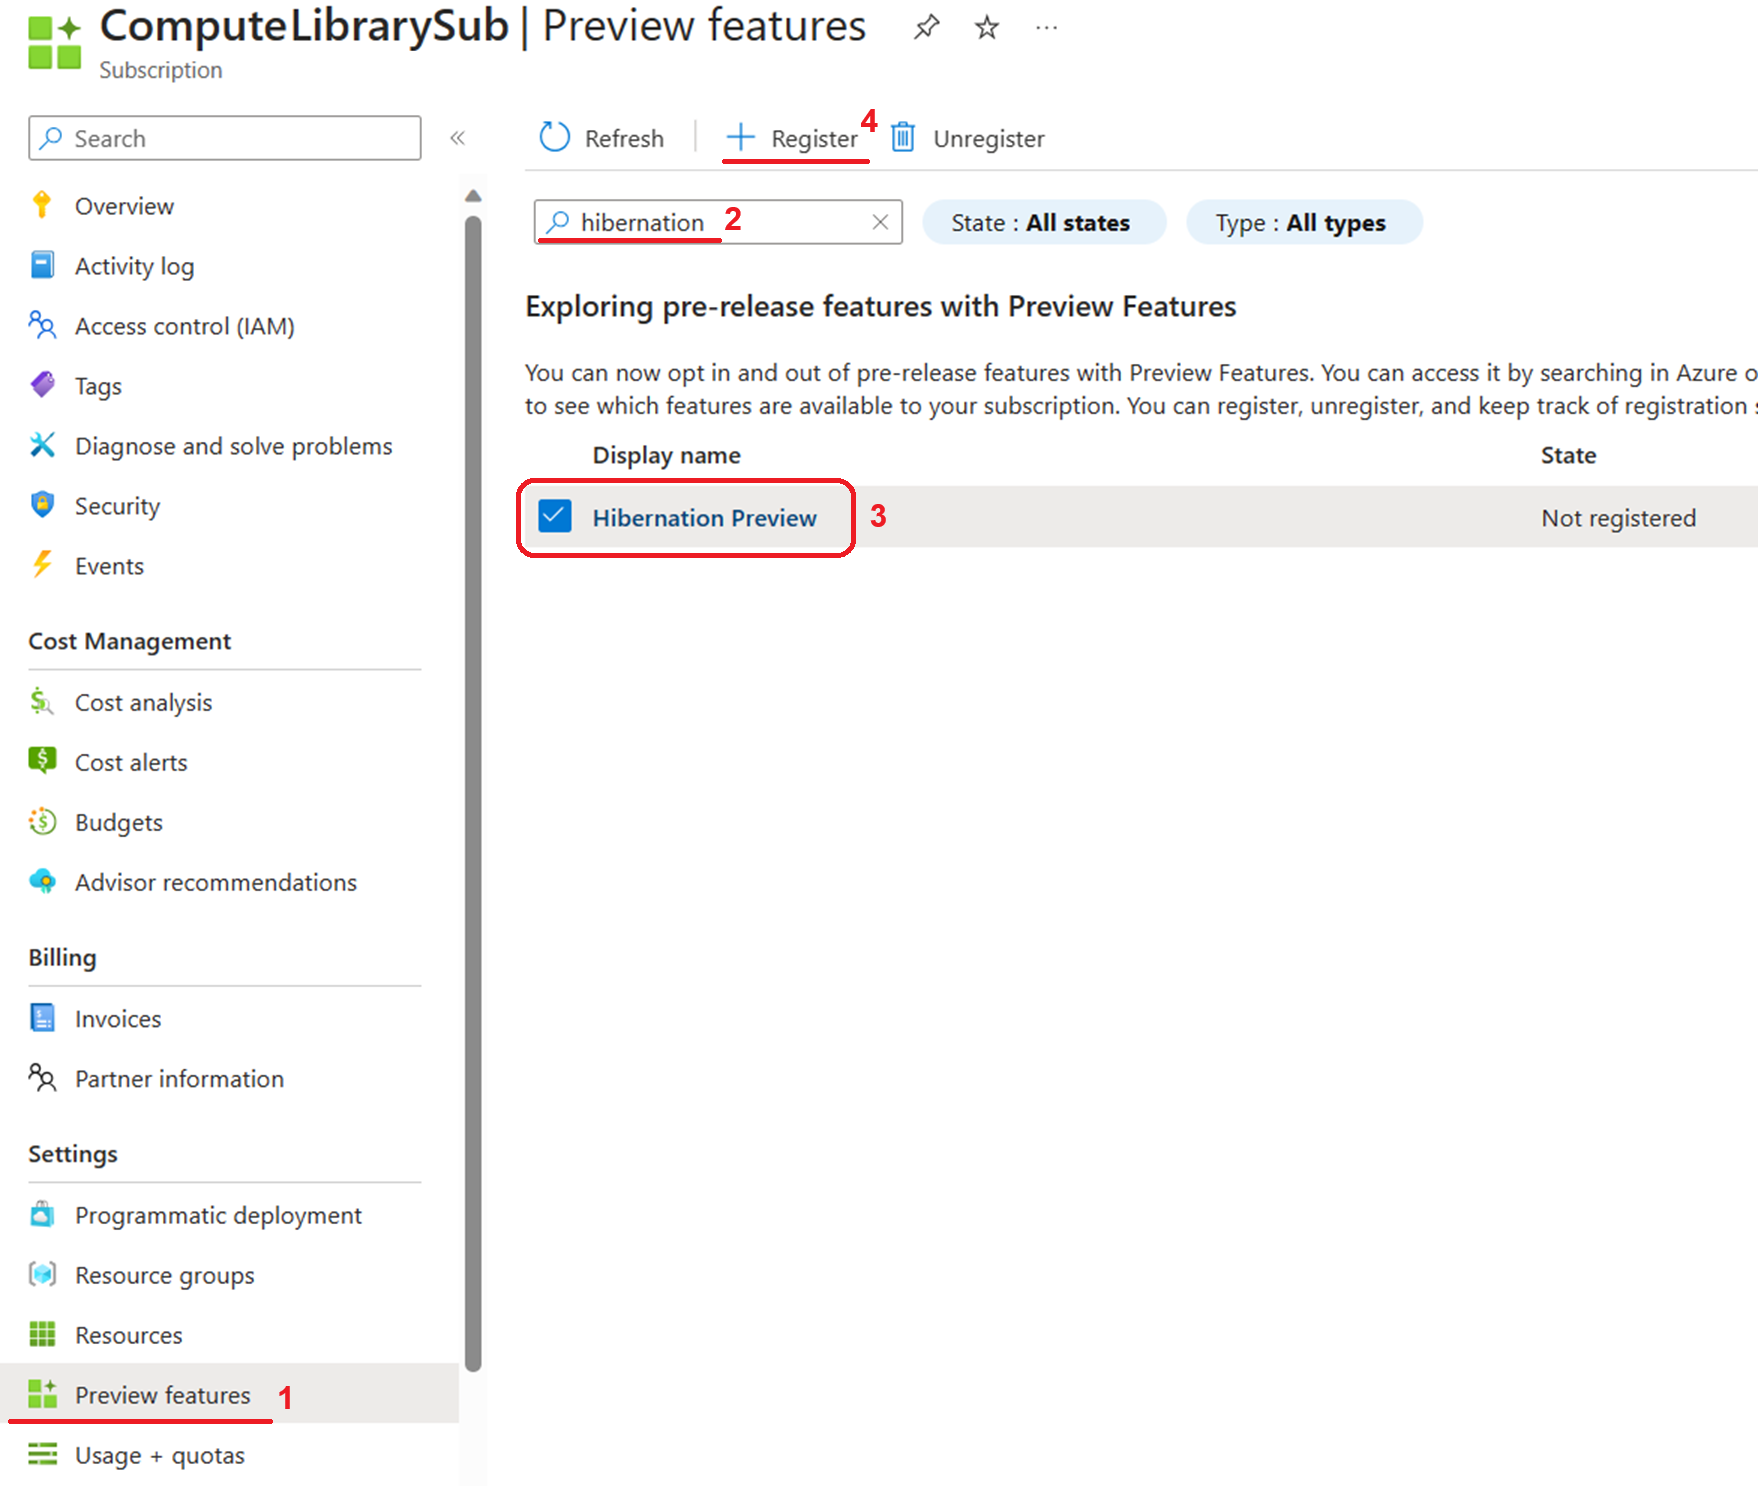 ComputeLibrarySub | Preview features ...
Subscription
Search «
Overview
Activity log
Access control (IAM)
Tags
Diagnose and solve problems
Security
Events
Cost Management
Cost analysis
Cost alerts
Budgets
Advisor recommendations
Billing
Invoices
Partner information
Settings
Programmatic deployment
Resource groups
Resources
Preview features 1
Usage + quotas
Refresh Register 4 Unregister
hibernation 2 State : All states Type : All types
Exploring pre-release features with Preview Features
You can now opt in and out of pre-release features with Preview Features. You can access it by searching in Azure o
to see which features are available to your subscription. You can register, unregister, and keep track of registration s
Display name State
Hibernation Preview 3 Not registered